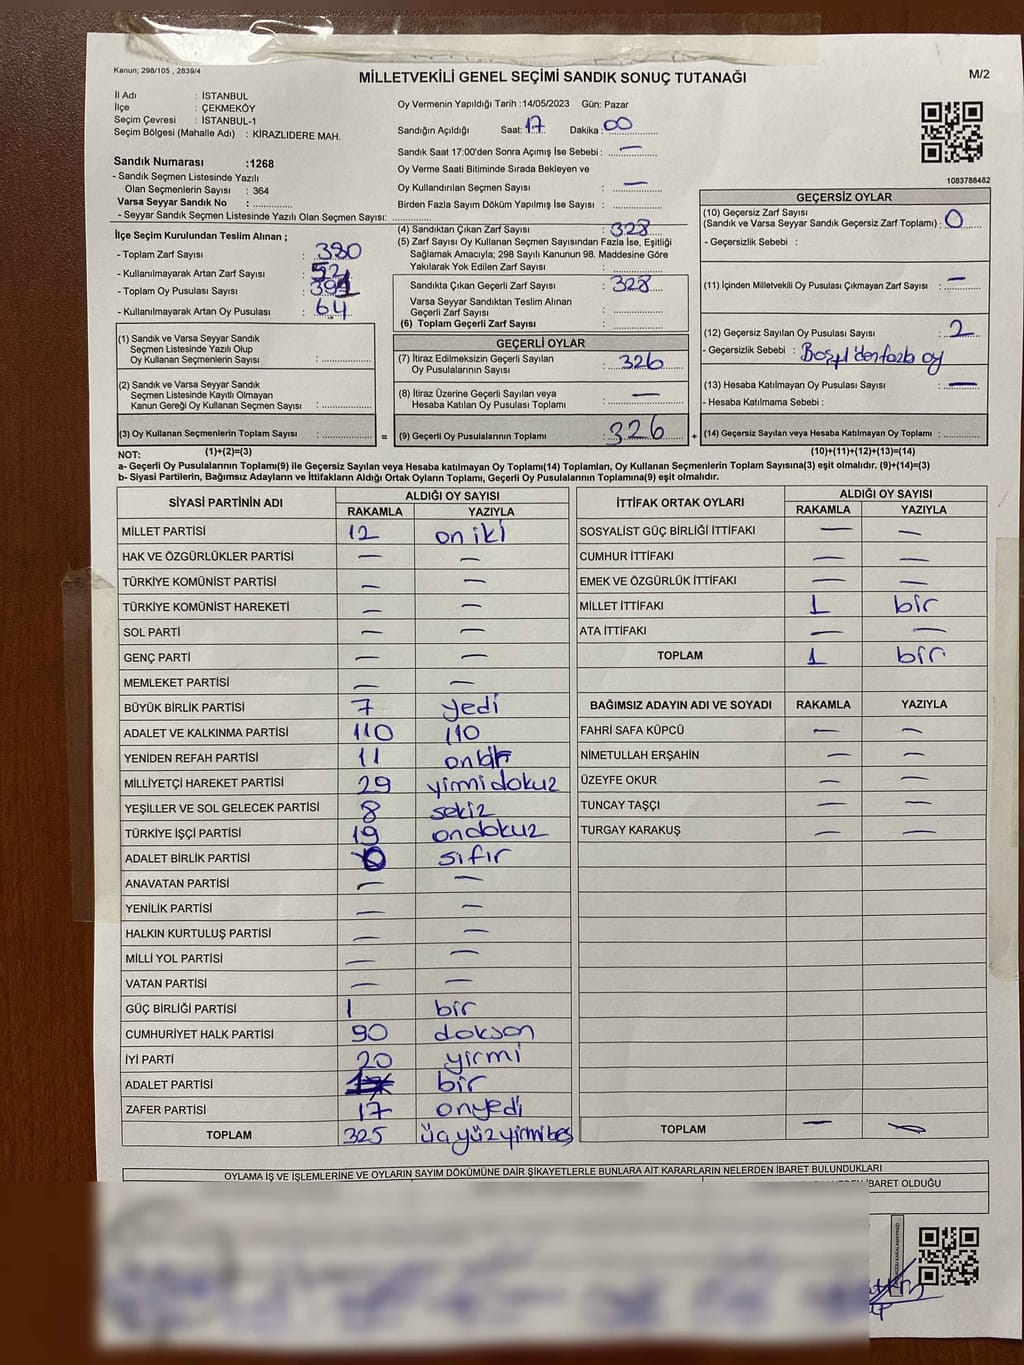 Kanun; 298/105 , 2839/4
MİLLETVEKİLİ GENEL SEÇİMİ SANDIK SONUÇ TUTANAĞI
M/2
İl Adı : İSTANBUL
İlçe : ÇEKMEKÖY
Seçim Çevresi : İSTANBUL-1
Seçim Bölgesi (Mahalle Adı) : KİRAZLIDERE MAH.
Sandık Numarası :1268
- Sandık Seçmen Listesinde Yazılı
Olan Seçmenlerin Sayısı : 364
Varsa Seyyar Sandık No : ..............
- Seyyar Sandık Seçmen Listesinde Yazılı Olan Seçmen Sayısı: ..............
Oy Vermenin Yapıldığı Tarih :14/05/2023 Gün: Pazar
Sandığın Açıldığı Saat: 17 Dakika: 00
Sandık Saat 17:00'den Sonra Açımış İse Sebebi : —
Oy Verme Saati Bitiminde Sırada Bekleyen ve
Oy Kullandırılan Seçmen Sayısı : —
Birden Fazla Sayım Döküm Yapılmış İse Sayısı : ..............
1083788482
İlçe Seçim Kurulundan Teslim Alınan ;
- Toplam Zarf Sayısı : 380
- Kullanılmayarak Artan Zarf Sayısı : 52
- Toplam Oy Pusulası Sayısı :
- Kullanılmayarak Artan Oy Pusulası : 64
(1) Sandık ve Varsa Seyyar Sandık
Seçmen Listesinde Yazılı Olup
Oy Kullanan Seçmenlerin Sayısı : ..............
(2) Sandık ve Varsa Seyyar Sandık
Seçmen Listesinde Kayıtlı Olmayan
Kanun Gereği Oy Kullanan Seçmen Sayısı : ..............
(3) Oy Kullanan Seçmenlerin Toplam Sayısı : ..............
(4) Sandıktan Çıkan Zarf Sayısı : 328
(5) Zarf Sayısı Oy Kullanan Seçmen Sayısından Fazla İse, Eşitliği
Sağlamak Amacıyla; 298 Sayılı Kanunun 98. Maddesine Göre
Yakılarak Yok Edilen Zarf Sayısı : ..............
Sandıkta Çıkan Geçerli Zarf Sayısı : 328
Varsa Seyyar Sandıktan Teslim Alınan
Geçerli Zarf Sayısı : ..............
(6) Toplam Geçerli Zarf Sayısı : ..............
GEÇERLİ OYLAR
(7) İtiraz Edilmeksizin Geçerli Sayılan
Oy Pusulalarının Sayısı : 326
(8) İtiraz Üzerine Geçerli Sayılan veya
Hesaba Katılan Oy Pusulası Toplamı : —
= (9) Geçerli Oy Pusulalarının Toplamı : 326
GEÇERSİZ OYLAR
(10) Geçersiz Zarf Sayısı
(Sandık ve Varsa Seyyar Sandık Geçersiz Zarf Toplamı) : 0
- Geçersizlik Sebebi :
(11) İçinden Milletvekili Oy Pusulası Çıkmayan Zarf Sayısı : —
(12) Geçersiz Sayılan Oy Pusulası Sayısı : 2
- Geçersizlik Sebebi : den fazla oy
(13) Hesaba Katılmayan Oy Pusulası Sayısı : —
- Hesaba Katılmama Sebebi :
+ (14) Geçersiz Sayılan veya Hesaba Katılmayan Oy Toplamı : ..............
NOT: (1)+(2)=(3) (10)+(11)+(12)+(13)=(14)
a- Geçerli Oy Pusulalarının Toplamı(9) ile Geçersiz Sayılan veya Hesaba katılmayan Oy Toplamı(14) Toplamları, Oy Kullanan Seçmenlerin Toplam Sayısına(3) eşit olmalıdır. (9)+(14)=(3)
b- Siyasi Partilerin, Bağımsız Adayların ve İttifakların Aldığı Ortak Oyların Toplamı, Geçerli Oy Pusulalarının Toplamına(9) eşit olmalıdır.
SİYASİ PARTİNİN ADI ALDIĞI OY SAYISI
RAKAMLA YAZIYLA
MİLLET PARTİSİ 12 on iki
HAK VE ÖZGÜRLÜKLER PARTİSİ — —
TÜRKİYE KOMÜNİST PARTİSİ — —
TÜRKİYE KOMÜNİST HAREKETİ — —
SOL PARTİ — —
GENÇ PARTİ — —
MEMLEKET PARTİSİ — —
BÜYÜK BİRLİK PARTİSİ 7 yedi
ADALET VE KALKINMA PARTİSİ 110 110
YENİDEN REFAH PARTİSİ 11 onbir
MİLLİYETÇİ HAREKET PARTİSİ 29 yirmi dokuz
YEŞİLLER VE SOL GELECEK PARTİSİ 8 sekiz
TÜRKİYE İŞÇİ PARTİSİ 19 ondokuz
ADALET BİRLİK PARTİSİ 0 sıfır
ANAVATAN PARTİSİ — —
YENİLİK PARTİSİ — —
HALKIN KURTULUŞ PARTİSİ — —
MİLLİ YOL PARTİSİ — —
VATAN PARTİSİ — —
GÜÇ BİRLİĞİ PARTİSİ 1 bir
CUMHURİYET HALK PARTİSİ 90 doksan
İYİ PARTİ 20 yirmi
ADALET PARTİSİ bir
ZAFER PARTİSİ 17 onyedi
TOPLAM 325 üçyüzyirmibeş
İTTİFAK ORTAK OYLARI ALDIĞI OY SAYISI
RAKAMLA YAZIYLA
SOSYALİST GÜÇ BİRLİĞİ İTTİFAKI — —
CUMHUR İTTİFAKI — —
EMEK VE ÖZGÜRLÜK İTTİFAKI — —
MİLLET İTTİFAKI 1 bir
ATA İTTİFAKI — —
TOPLAM 1 bir
BAĞIMSIZ ADAYIN ADI VE SOYADI RAKAMLA YAZIYLA
FAHRİ SAFA KÜPCÜ — —
NİMETULLAH ERŞAHİN — —
ÜZEYFE OKUR — —
TUNCAY TAŞÇI — —
TURGAY KARAKUŞ — —
TOPLAM — —
OYLAMA İŞ VE İŞLEMLERİNE VE OYLARIN SAYIM DÖKÜMÜNE DAİR ŞİKAYETLERLE BUNLARA AİT KARARLARIN NELERDEN İBARET BULUNDUKLARI
İBARET OLDUĞU